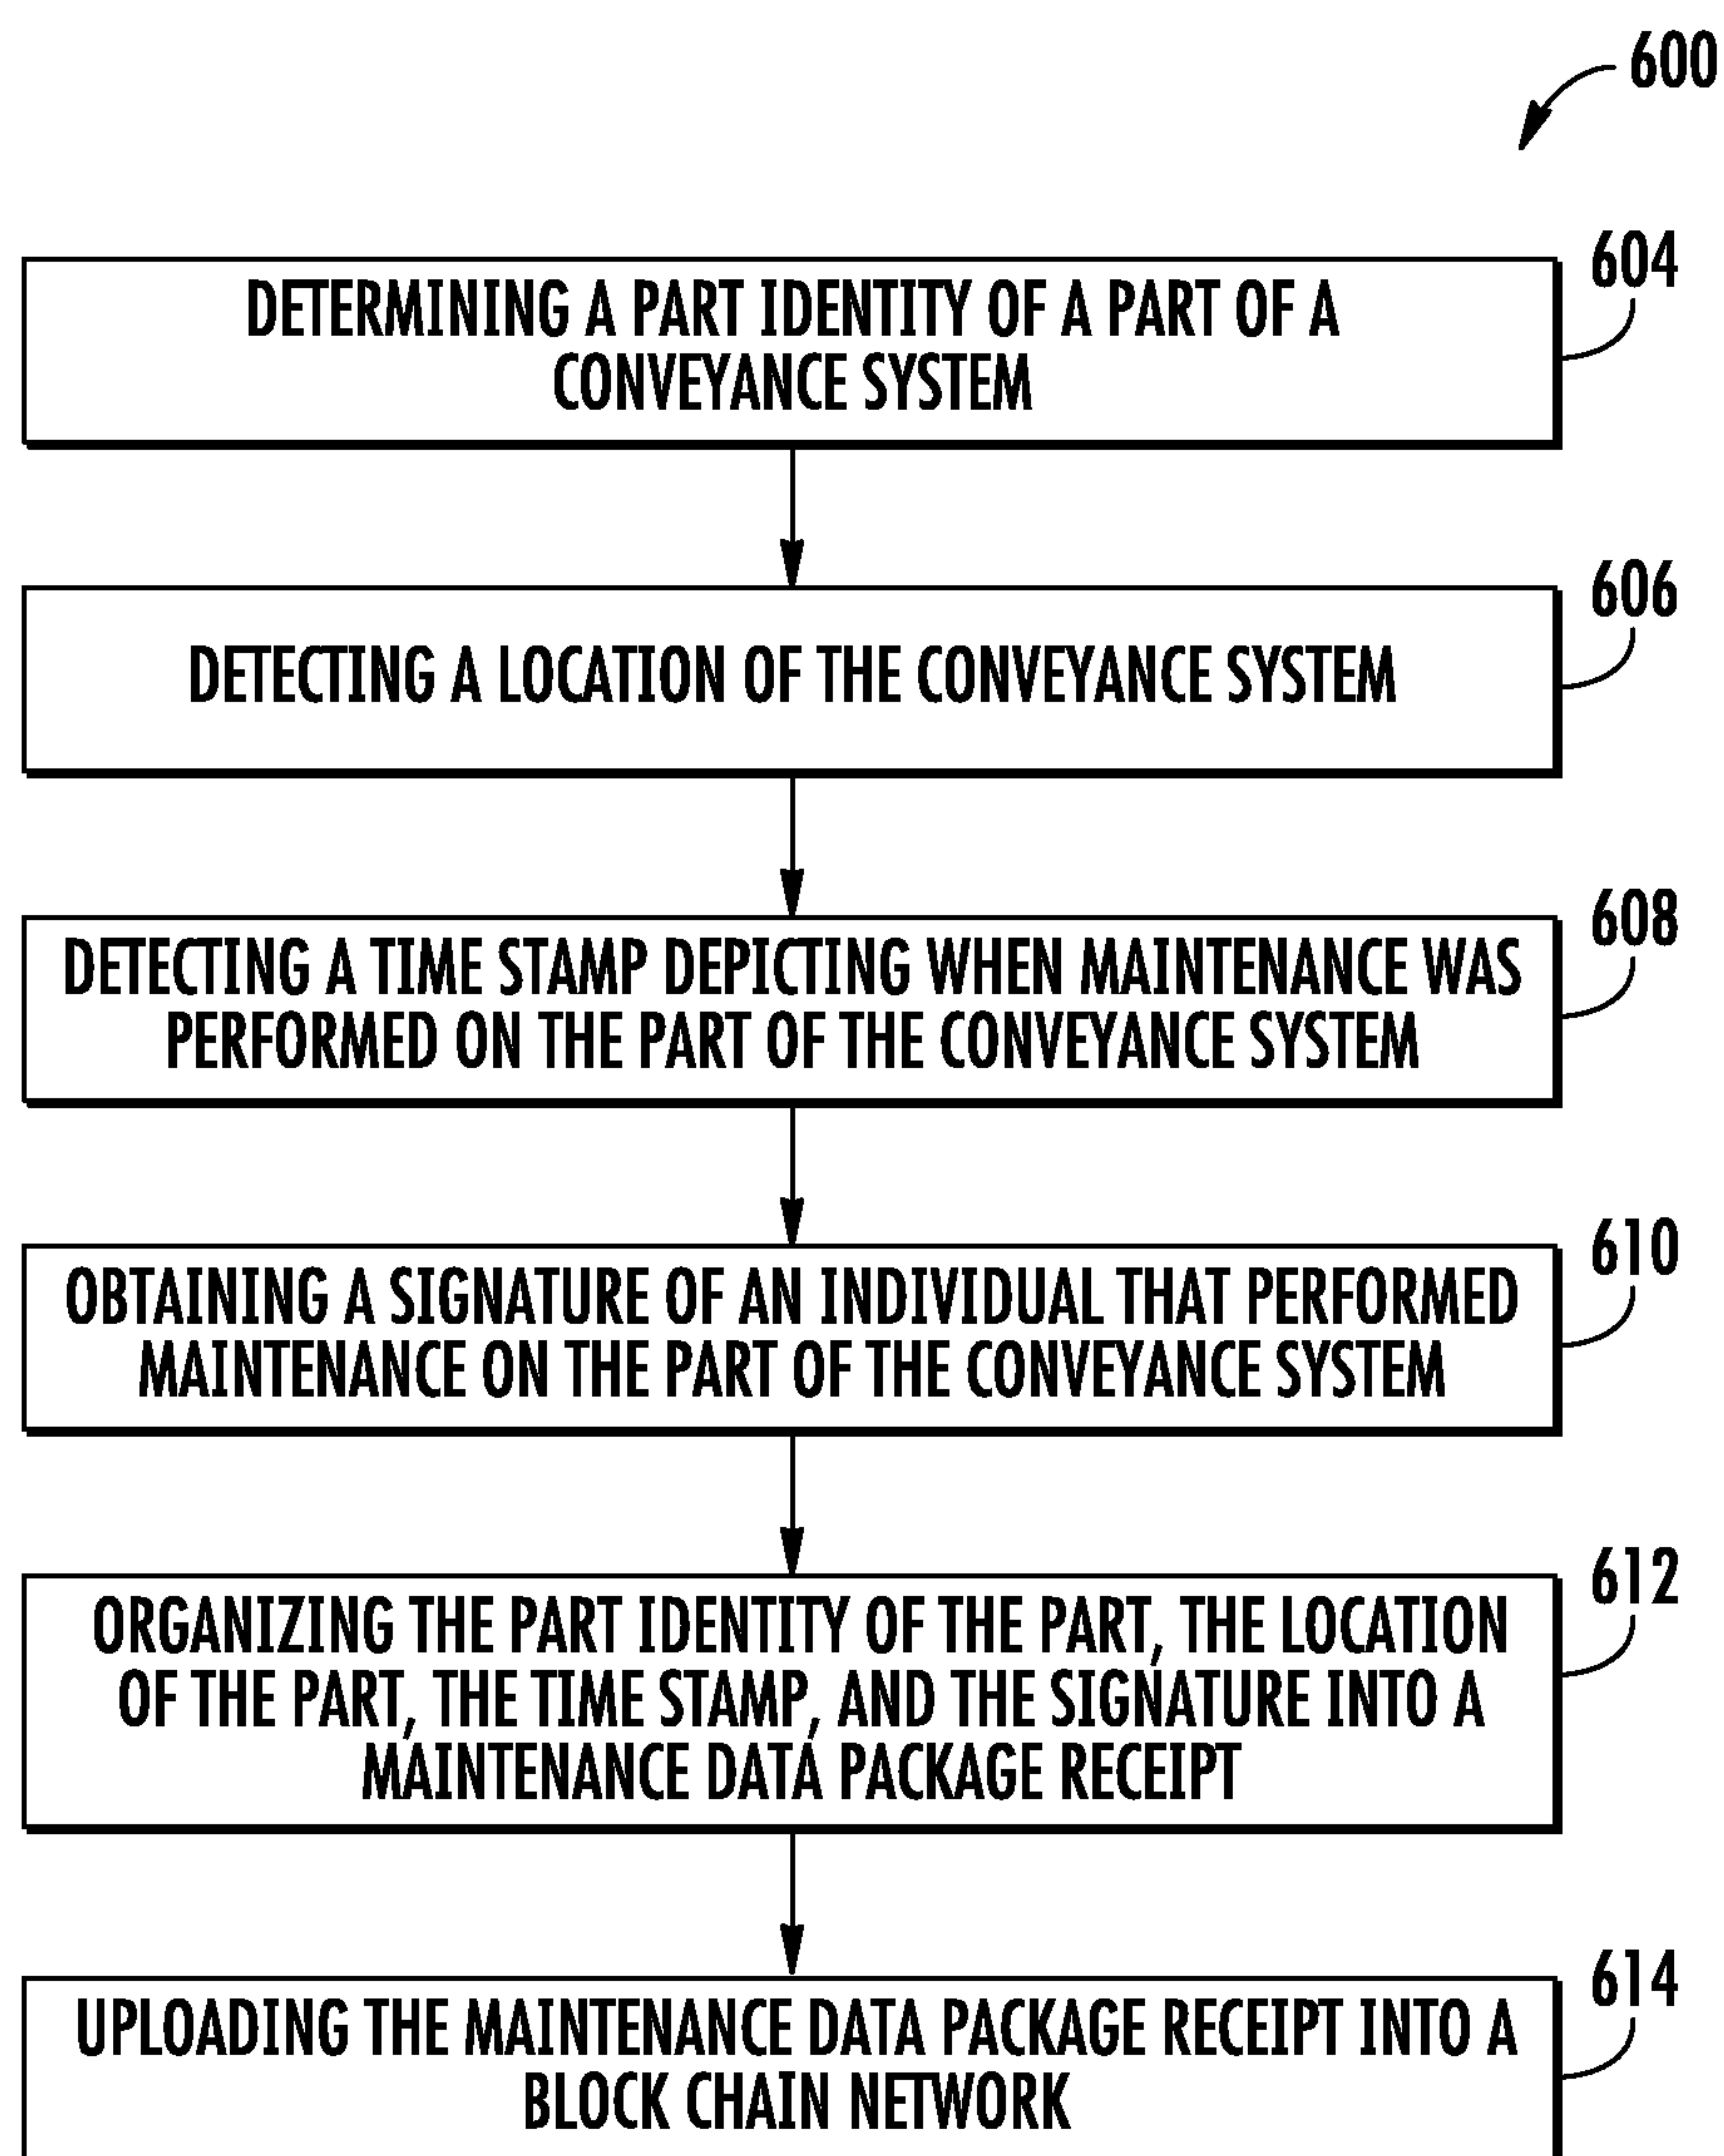 600
604
DETERMINING A PART IDENTITY OF A PART OF A
CONVEYANCE SYSTEM
606
DETECTING A LOCATION OF THE CONVEYANCE SYSTEM
608
DETECTING A TIME STAMP DEPICTING WHEN MAINTENANCE WAS
PERFORMED ON THE PART OF THE CONVEYANCE SYSTEM
610
OBTAINING A SIGNATURE OF AN INDIVIDUAL THAT PERFORMED
MAINTENANCE ON THE PART OF THE CONVEYANCE SYSTEM
612
ORGANIZING THE PART IDENTITY OF THE PART, THE LOCATION
OF THE PART, THE TIME STAMP, AND THE SIGNATURE INTO A
MAINTENANCE DATA PACKAGE RECEIPT
614
UPLOADING THE MAINTENANCE DATA PACKAGE RECEIPT INTO A
BLOCK CHAIN NETWORK